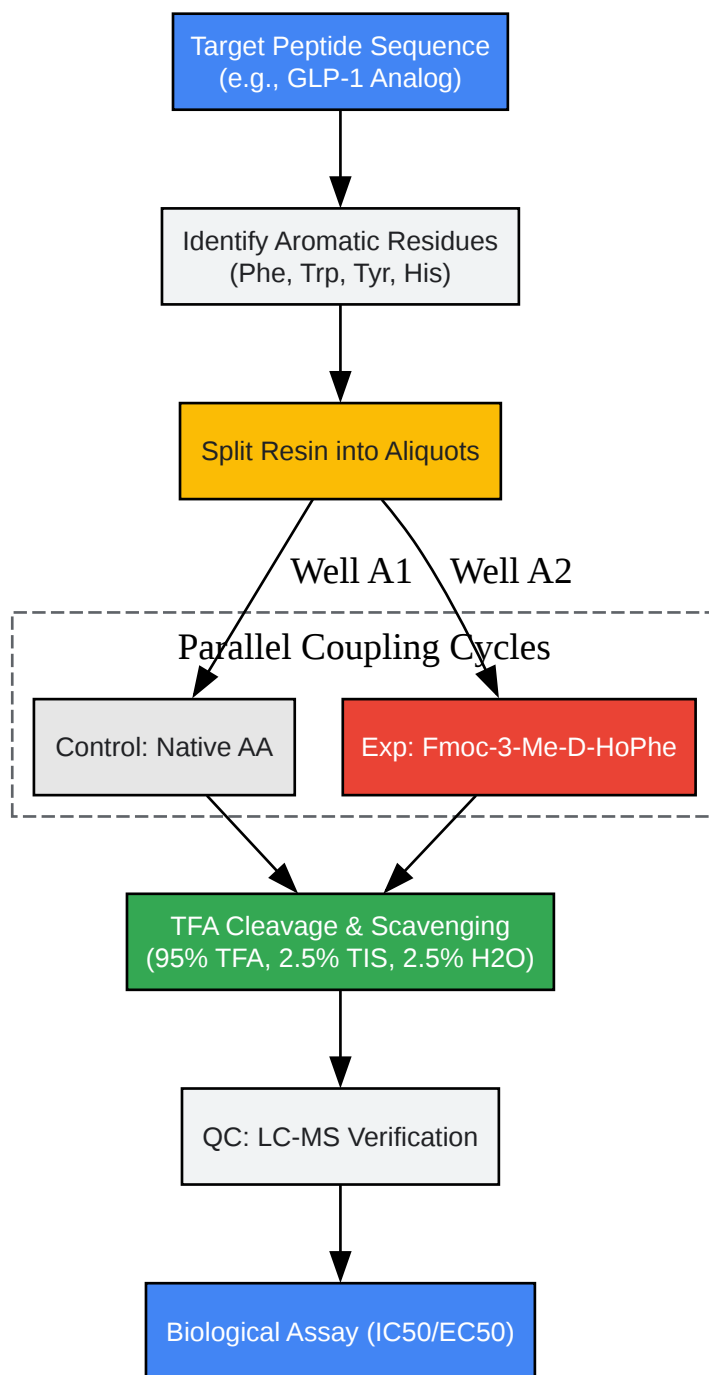 Target Peptide Sequence
(e.g., GLP-1 Analog)
Identify Aromatic Residues
(Phe, Trp, Tyr, His)
Split Resin into Aliquots
Well A1
Well A2
Parallel Coupling Cycles
Control: Native AA
Exp: Fmoc-3-Me-D-HoPhe
TFA Cleavage & Scavenging
(95% TFA, 2.5% TIS, 2.5% H2O)
QC: LC-MS Verification
Biological Assay (IC50/EC50)